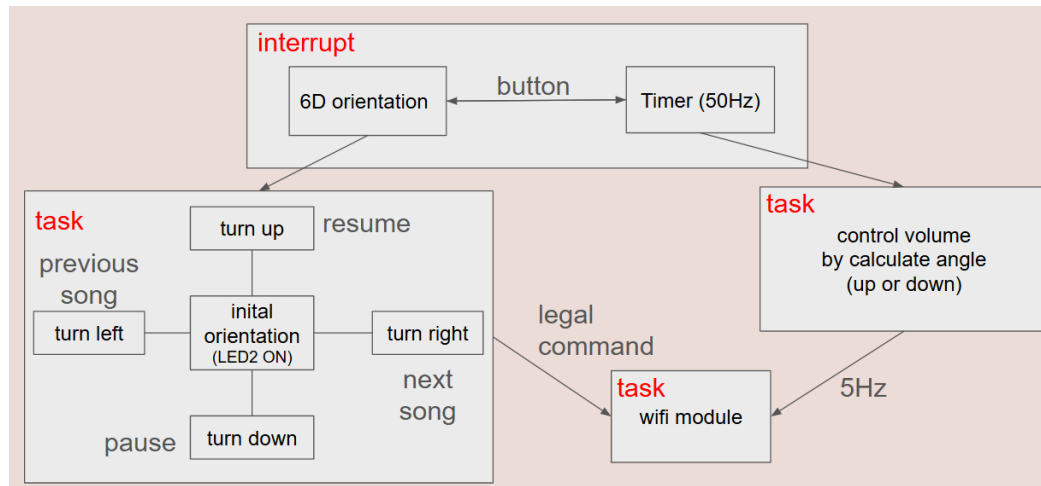 interrupt
6D orientation
button
Timer (50Hz)
task
turn up
resume
previous
song
turn left
inital
orientation
(LED2 ON)
turn right
next
song
pause
turn down
legal
command
task
control volume
by calculate angle
(up or down)
5Hz
task
wifi module